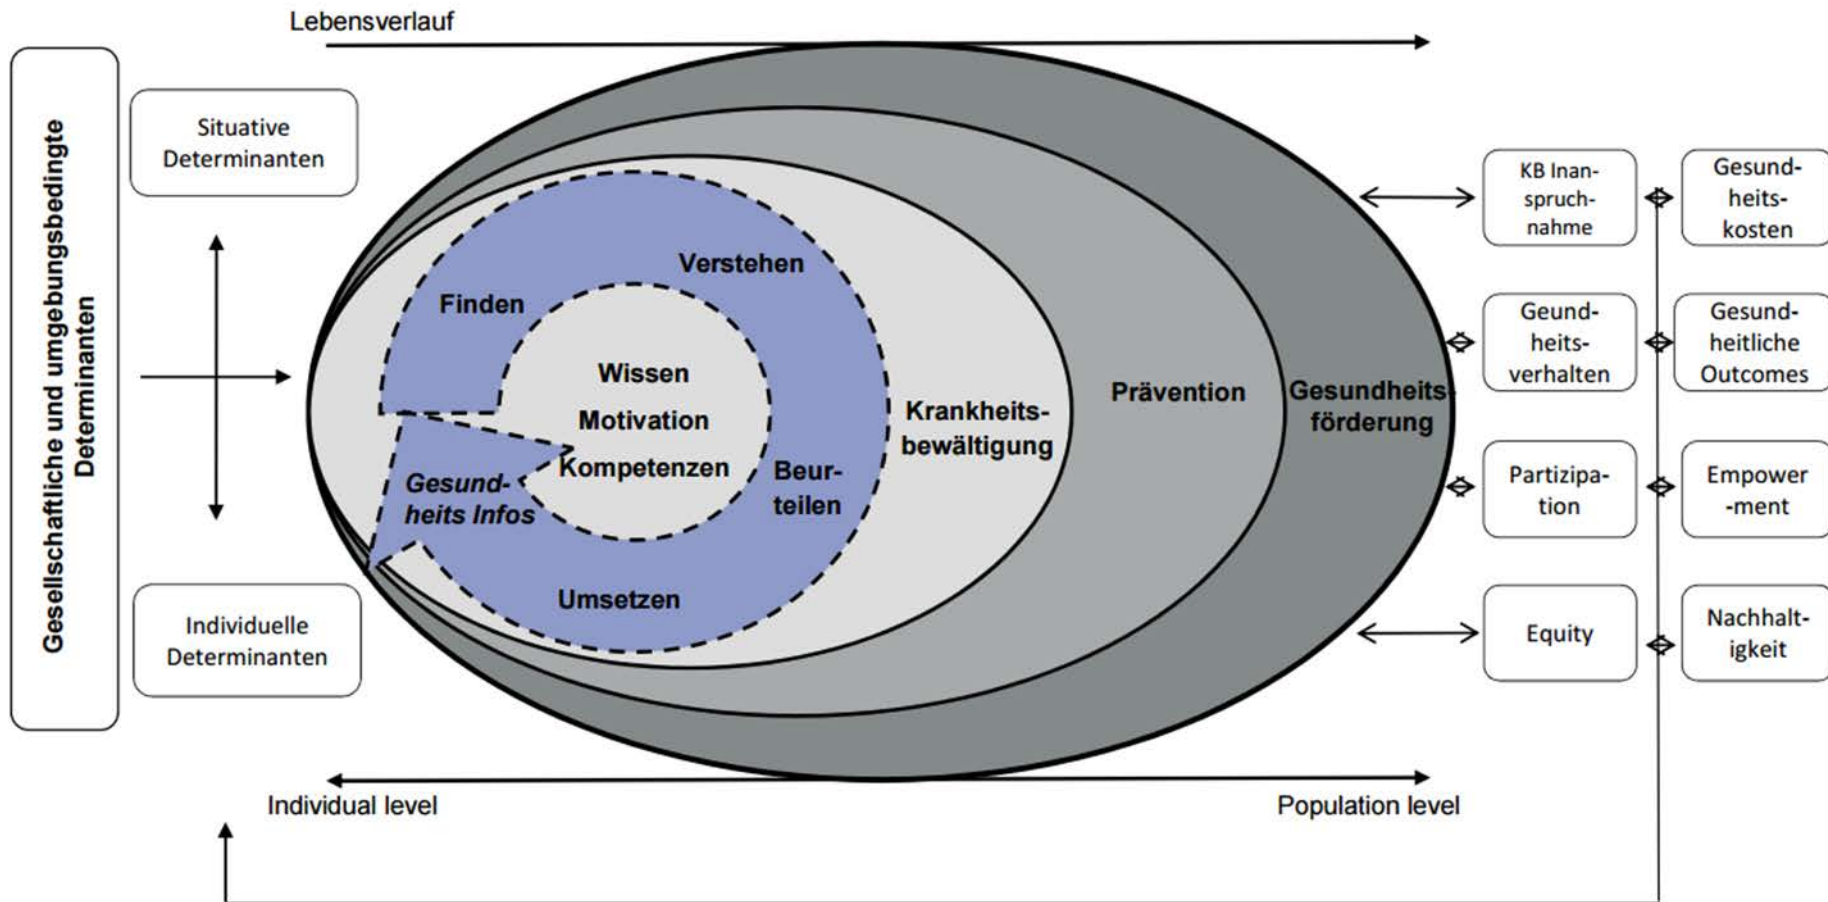 Lebensverlauf
Gesellschaftliche und umgebungsbedingte
Determinanten
Situative
Determinanten
Individuelle
Determinanten
Finden
Verstehen
Wissen
Motivation
Kompetenzen
Gesund-
heits Infos
Beur-
teilen
Umsetzen
Krankheits-
bewältigung
Prävention
Gesundheits-
förderung
KB Inan-
spruch-
nahme
Gesund-
heits-
kosten
Geund-
heits-
verhalten
Gesund-
heitliche
Outcomes
Partizipa-
tion
Empower
-ment
Equity
Nachhalt-
igkeit
Individual level
Population level